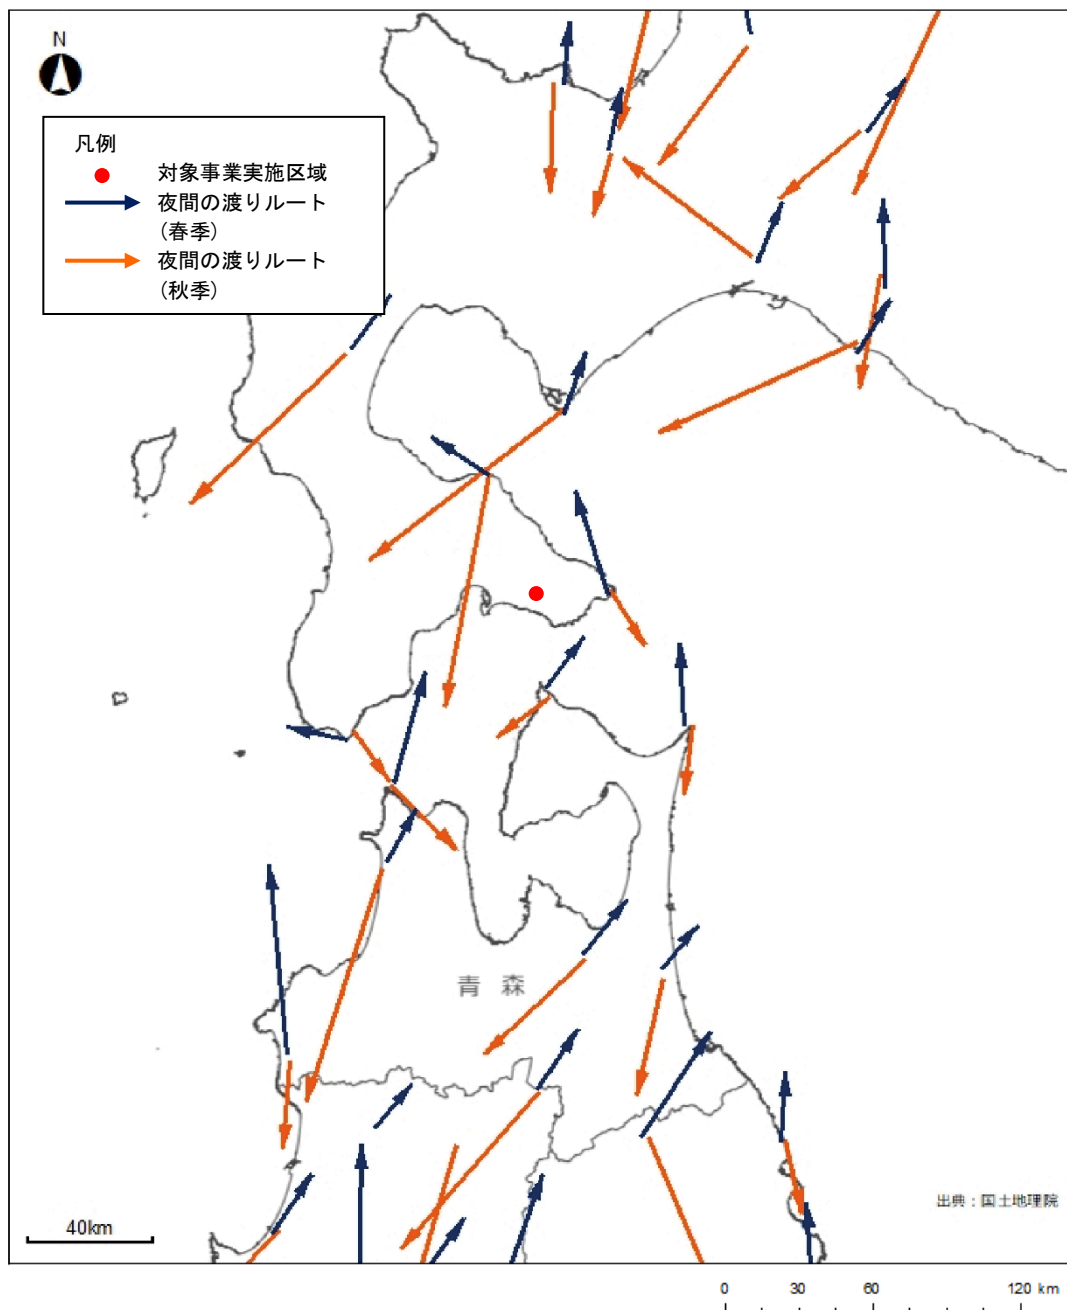 N
凡例
対象事業実施区域
夜間の渡りルート
(春季)
夜間の渡りルート
(秋季)
青 森
出典：国土地理院
40km
0 30 60 120 km